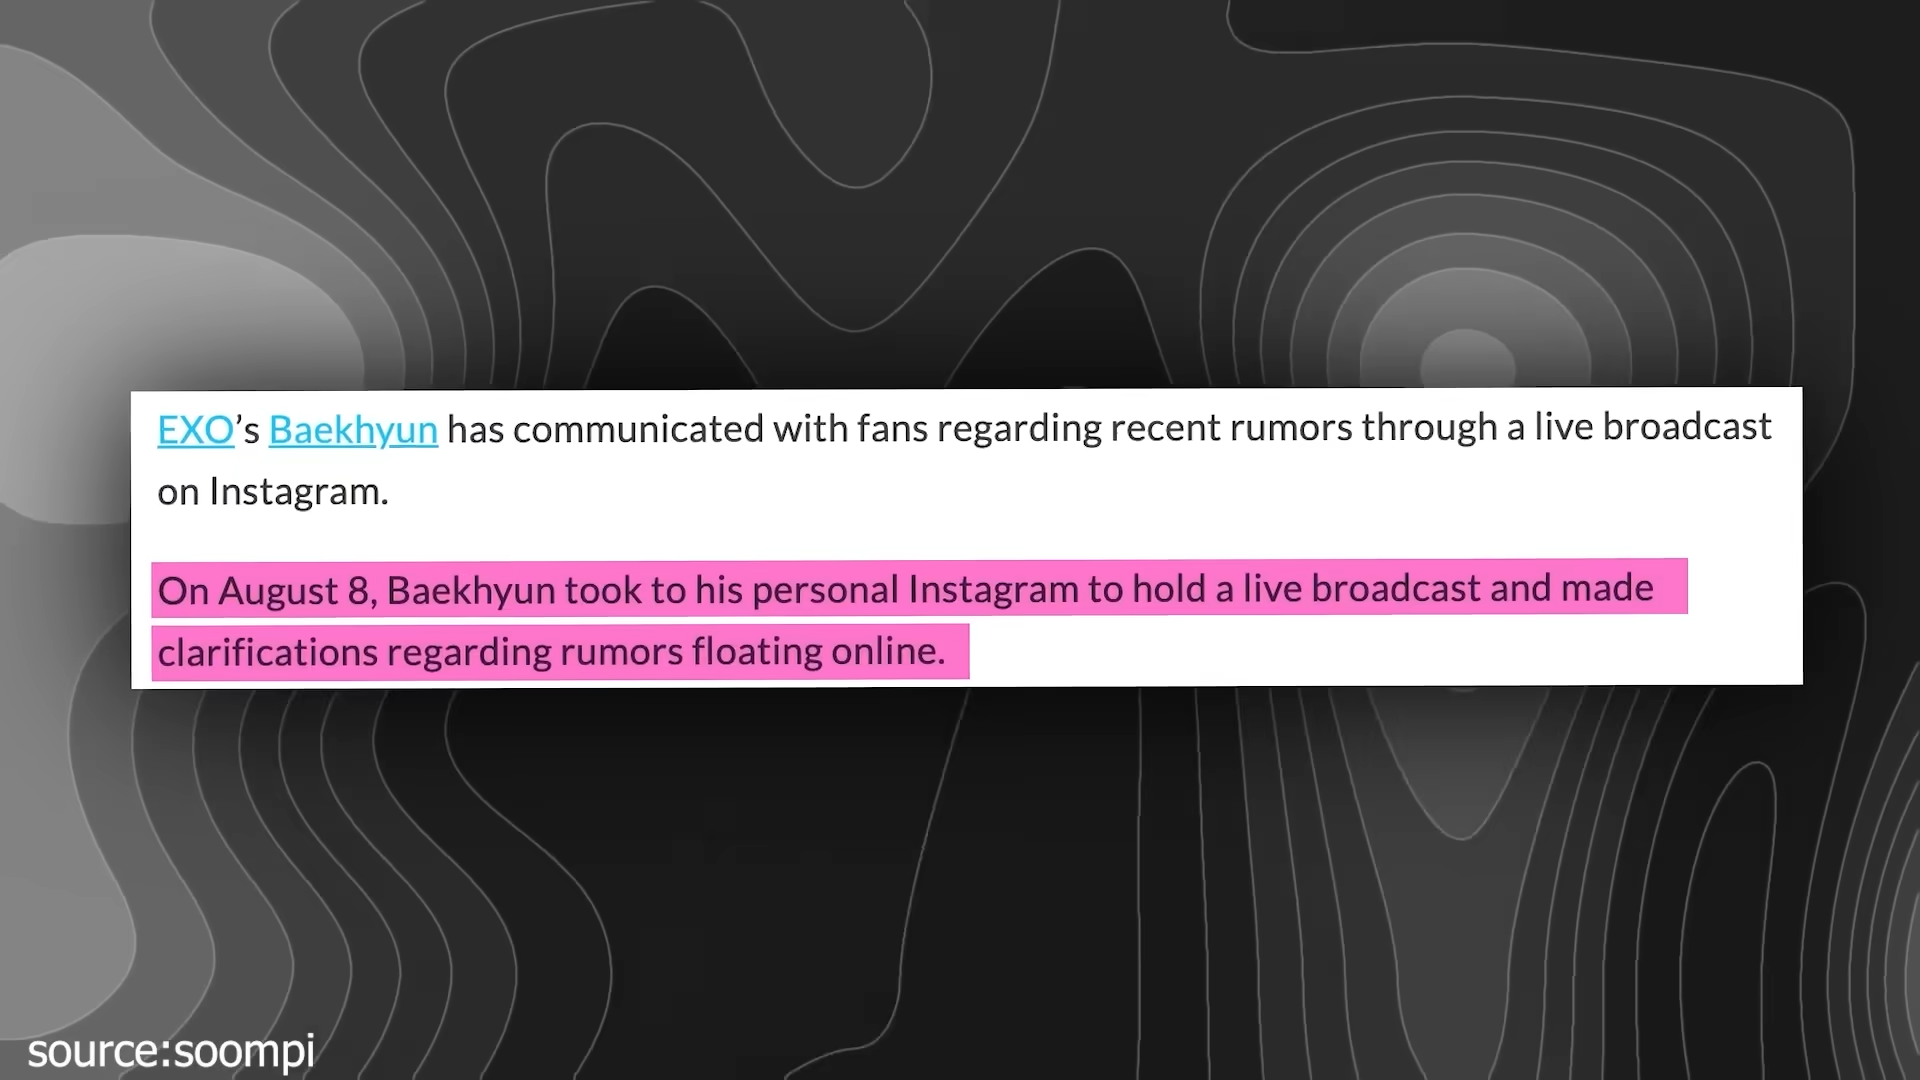 EXO’s Baekhyun has communicated with fans regarding recent rumors through a live broadcast
on Instagram.
On August 8, Baekhyun took to his personal Instagram to hold a live broadcast and made
clarifications regarding rumors floating online.
source:soompi